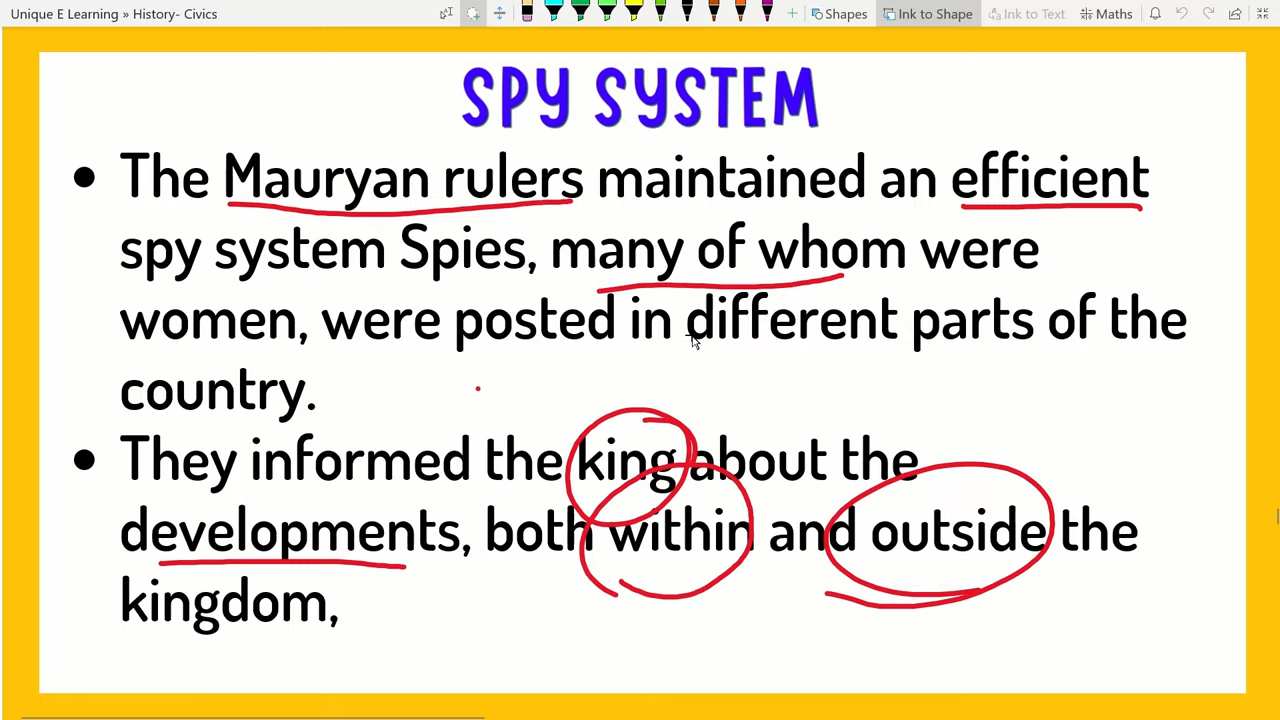 Unique E Learning » History- Civics
Shapes Ink to Shape Ink to Text Maths
SPY SYSTEM
• The Mauryan rulers maintained an efficient
spy system Spies, many of whom were
women, were posted in different parts of the
country.
• They informed the king about the
developments, both within and outside the
kingdom,